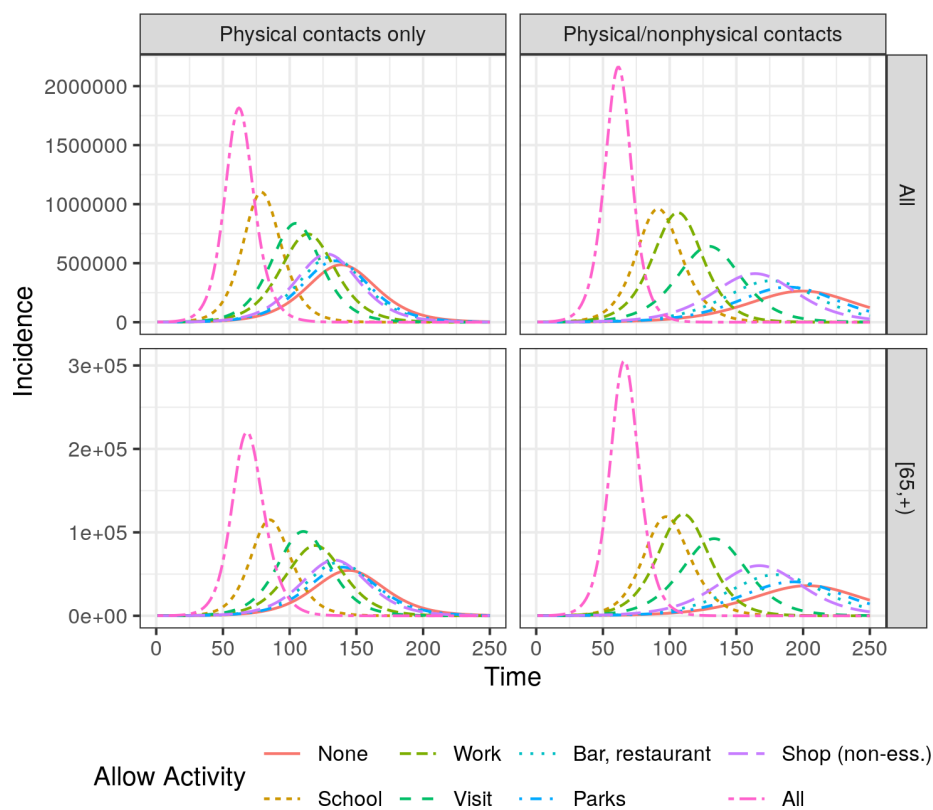 Physical contacts only Physical/nonphysical contacts
2000000
1500000
1000000
500000
0
All
Incidence
3e+05
2e+05
1e+05
0e+00
[65,+)
0 50 100 150 200 250 0 50 100 150 200 250
Time
Allow Activity
None Work Bar, restaurant Shop (non-ess.)
School Visit Parks All